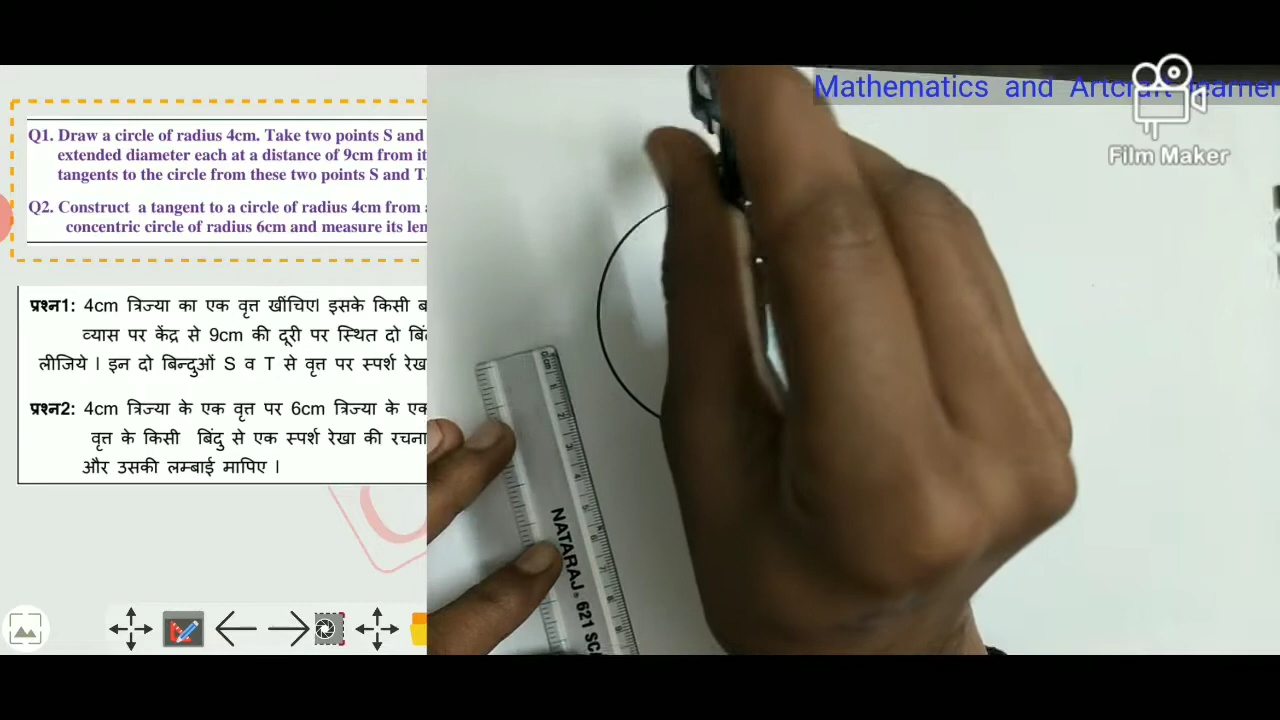 Mathematics and Artcraft Learner
Film Maker
Q1. Draw a circle of radius 4cm. Take two points S and
extended diameter each at a distance of 9cm from it
tangents to the circle from these two points S and T.
Q2. Construct a tangent to a circle of radius 4cm from a
concentric circle of radius 6cm and measure its len
प्रश्न1: 4cm त्रिज्या का एक वृत्त खींचिए। इसके किसी ब
व्यास पर केंद्र से 9cm की दूरी पर स्थित दो बिं
लीजिये । इन दो बिन्दुओं S व T से वृत्त पर स्पर्श रेख
प्रश्न2: 4cm त्रिज्या के एक वृत्त पर 6cm त्रिज्या के एक
वृत्त के किसी बिंदु से एक स्पर्श रेखा की रचना
और उसकी लम्बाई मापिए ।
NATARAJ 621 SC